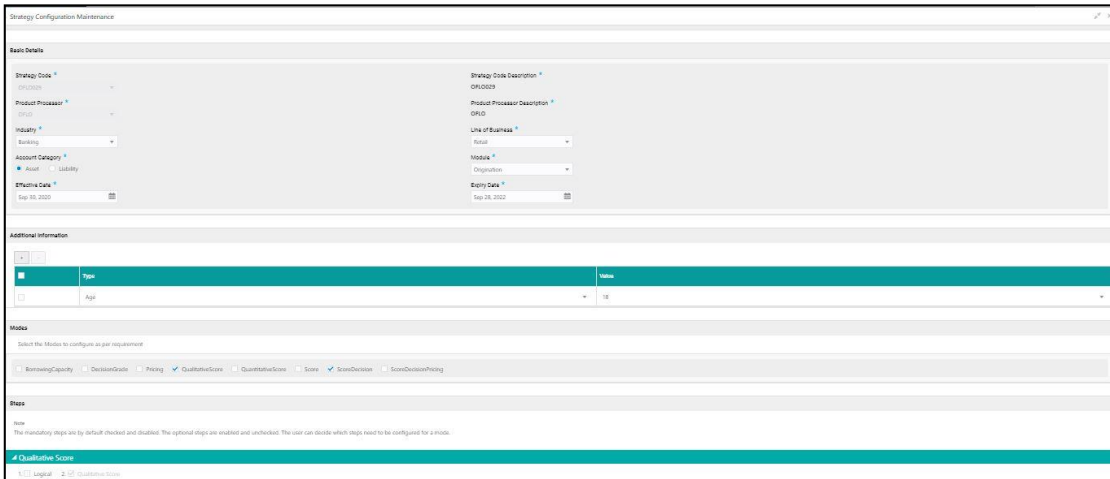 Strategy Configuration Maintenance
Basic Details
Strategy Code *
Strategy Code Description *
OFLO029
OFLO029
Product Processor *
Product Processor Description *
OFLO
OFLO
Industry *
Line of Business *
Banking
Retail
Account Category *
Module *
Asset Liability
Origination
Effective Date *
Expiry Date *
Sep 30, 2020
Sep 28, 2022
Additional Information
Type Value
Age 18
Modes
Select the Modes to configure as per requirement
BorrowingCapacity DecisionGrade Pricing QualitativeScore QuantitativeScore Score ScoreDecision ScoreDecisionPricing
Steps
Note
The mandatory steps are by default checked and disabled. The optional steps are enabled and unchecked. The user can decide which steps need to be configured for a mode.
Qualitative Score
1. Logical 2. Qualitative Score